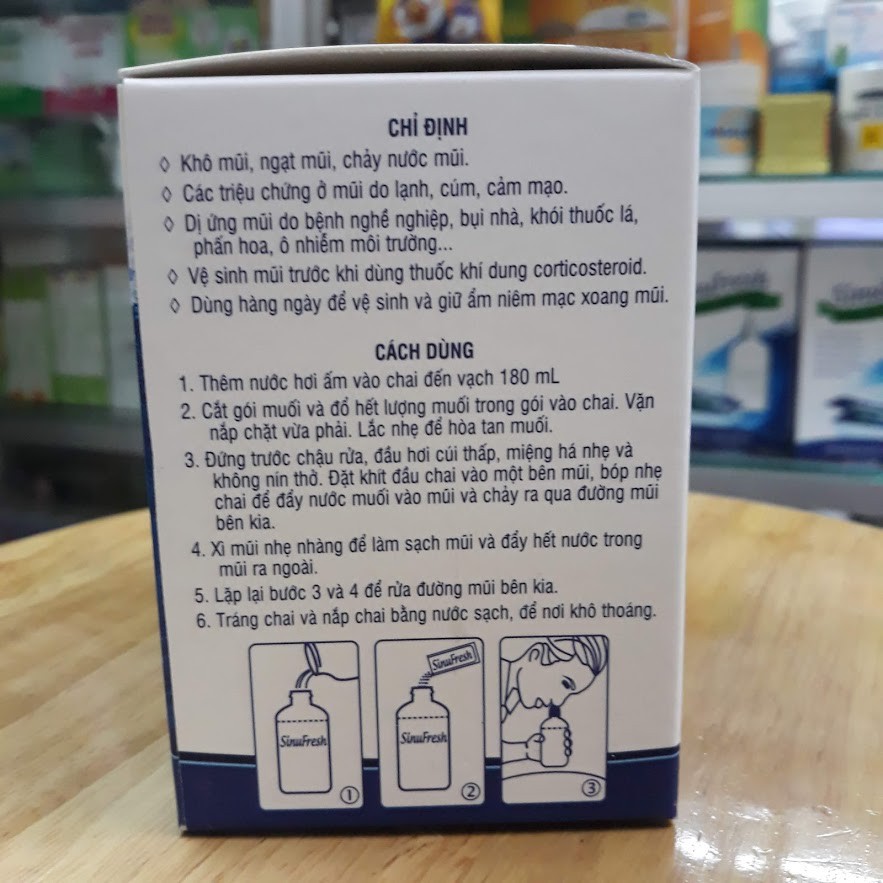 CHỈ ĐỊNH
◊ Khô mũi, ngạt mũi, chảy nước mũi.
◊ Các triệu chứng ở mũi do lạnh, cúm, cảm mạo.
◊ Dị ứng mũi do bệnh nghề nghiệp, bụi nhà, khói thuốc lá,
phấn hoa, ô nhiễm môi trường...
◊ Vệ sinh mũi trước khi dùng thuốc khí dung corticosteroid.
◊ Dùng hàng ngày để vệ sinh và giữ ẩm niêm mạc xoang mũi.
CÁCH DÙNG
1. Thêm nước hơi ấm vào chai đến vạch 180 mL
2. Cắt gói muối và đổ hết lượng muối trong gói vào chai. Vặn
nắp chặt vừa phải. Lắc nhẹ để hòa tan muối.
3. Đứng trước chậu rửa, đầu hơi cúi thấp, miệng há nhẹ và
không nín thở. Đặt khít đầu chai vào một bên mũi, bóp nhẹ
chai để đẩy nước muối vào mũi và chảy ra qua đường mũi
bên kia.
4. Xì mũi nhẹ nhàng để làm sạch mũi và đẩy hết nước trong
mũi ra ngoài.
5. Lặp lại bước 3 và 4 để rửa đường mũi bên kia.
6. Tráng chai và nắp chai bằng nước sạch, để nơi khô thoáng.
SinuFresh
SinuFresh
SinuFresh
1
2
3